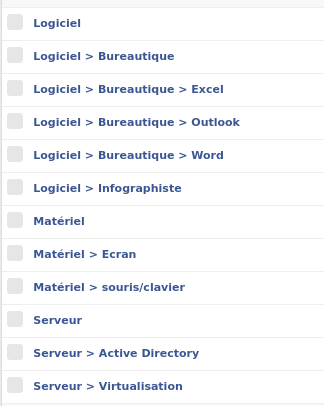 Logiciel
Logiciel > Bureautique
Logiciel > Bureautique > Excel
Logiciel > Bureautique > Outlook
Logiciel > Bureautique > Word
Logiciel > Infographiste
Matériel
Matériel > Ecran
Matériel > souris/clavier
Serveur
Serveur > Active Directory
Serveur > Virtualisation